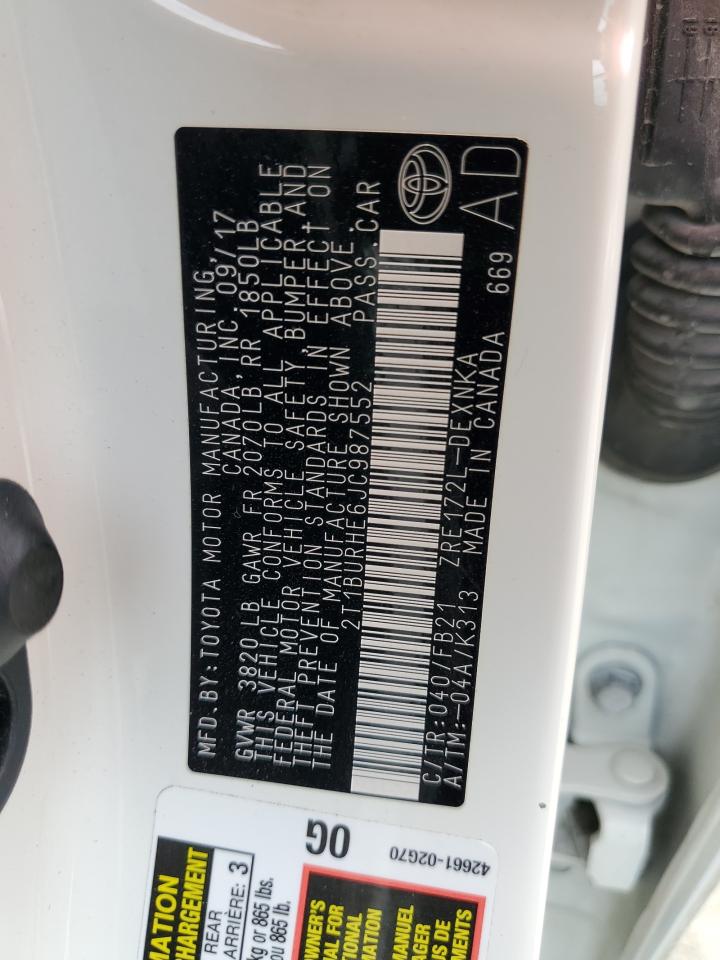 MFD. BY: TOYOTA MOTOR MANUFACTURING,
CANADA, INC. 09/17
GVWR 3820 LB GAWR FR 2070LB, RR 1850LB
THIS VEHICLE CONFORMS TO ALL APPLICABLE
FEDERAL MOTOR VEHICLE SAFETY, BUMPER, AND
THEFT PREVENTION STANDARDS IN EFFECT ON
THE DATE OF MANUFACTURE SHOWN ABOVE.
2T1BURHE6JC987552 PASS. CAR
C/TR: 040/FB21 ZRE172L-DEXNKA
A/TM: -04A/K313 MADE IN CANADA 669
AD
0G
42661-02G70
REAR
ARRIÈRE: 3
kg or 865 lbs.
ou 865 lb.